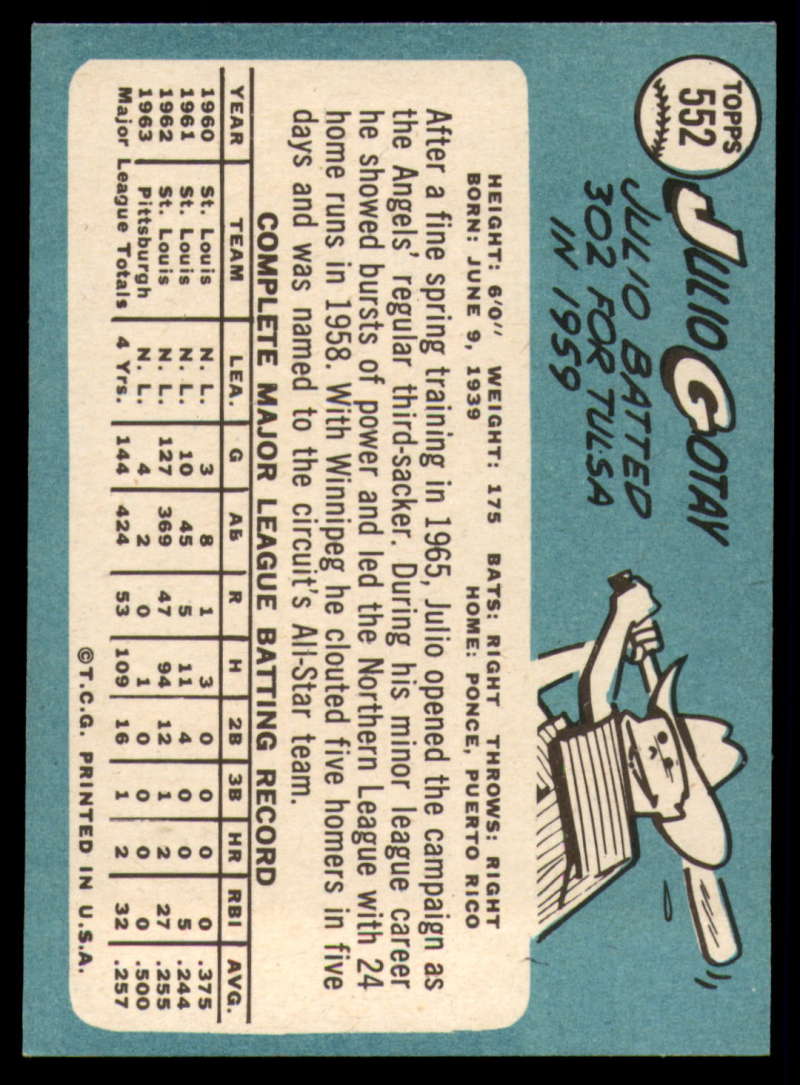 TOPPS
552
JULIO GOTAY
JULIO BATTED
302 FOR TULSA
IN 1959
HEIGHT: 6'0" WEIGHT: 175 BATS: RIGHT THROWS: RIGHT
BORN: JUNE 9, 1939 HOME: PONCE, PUERTO RICO
After a fine spring training in 1965, Julio opened the campaign as
the Angels' regular third-sacker. During his minor league career
he showed bursts of power and led the Northern League with 24
home runs in 1958. With Winnipeg he clouted five homers in five
days and was named to the circuit's All-Star team.
COMPLETE MAJOR LEAGUE BATTING RECORD
YEAR TEAM LEA. G AB R H 2B 3B HR RBI AVG.
1960 St. Louis N. L. 3 8 1 3 0 0 0 0 .375
1961 St. Louis N. L. 10 45 5 11 4 0 0 5 .244
1962 St. Louis N. L. 127 369 47 94 12 1 2 27 .255
1963 Pittsburgh N. L. 4 2 0 1 0 0 0 0 .500
Major League Totals 4 Yrs. 144 424 53 109 16 1 2 32 .257
©T.C.G. PRINTED IN U.S.A.